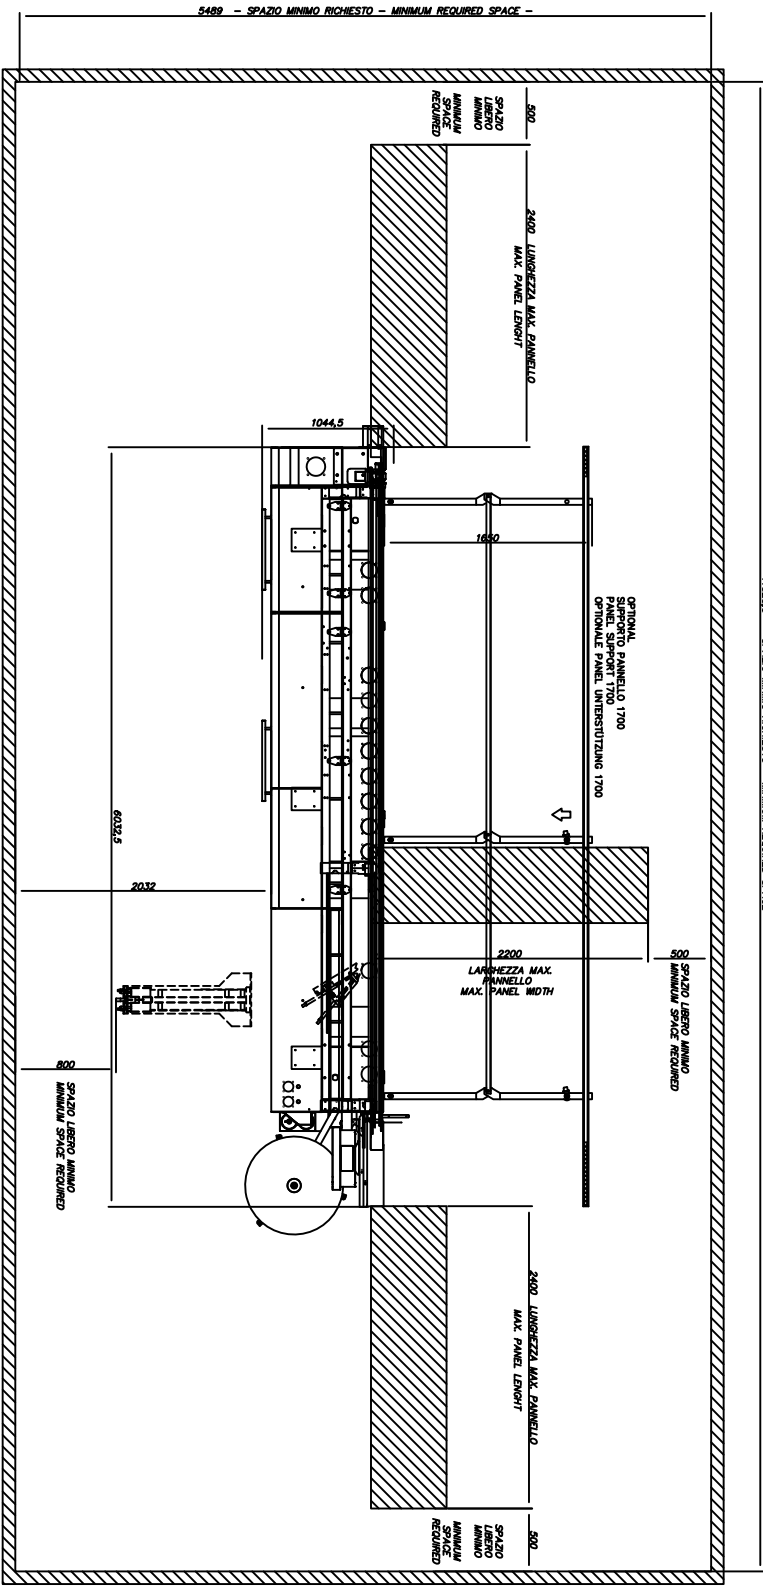 5489 - SPAZIO MINIMO RICHIESTO - MINIMUM REQUIRED SPACE -
500
SPAZIO
LIBERO
MINIMO
MINIMUM
SPACE
REQUIRED
2400 LUNGHEZZA MAX. PANNELLO
MAX. PANEL LENGHT
1044,5
1650
OPTIONAL
SUPPORTO PANNELLO 1700
PANEL SUPPORT 1700
OPTIONALE PANEL UNTERSTÜTZUNG 1700
6032,5
2032
2200
LARGHEZZA MAX.
PANNELLO
MAX. PANEL WIDTH
500
SPAZIO LIBERO MINIMO
MINIMUM SPACE REQUIRED
800
SPAZIO LIBERO MINIMO
MINIMUM SPACE REQUIRED
2400 LUNGHEZZA MAX. PANNELLO
MAX. PANEL LENGHT
500
SPAZIO
LIBERO
MINIMO
MINIMUM
SPACE
REQUIRED